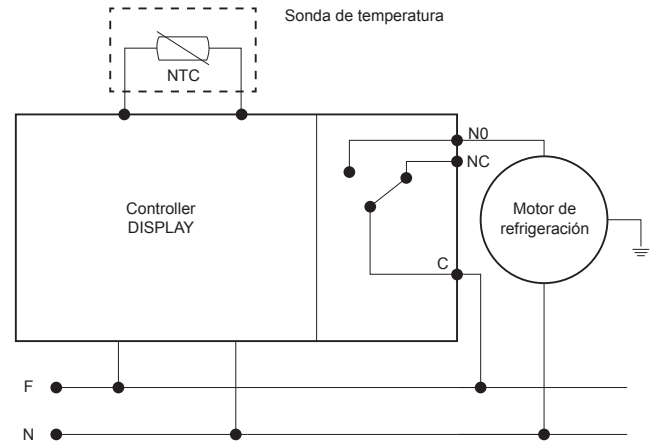 Sonda de temperatura
NTC
N0
NC
Controller
DISPLAY
Motor de
refrigeración
C
F
N